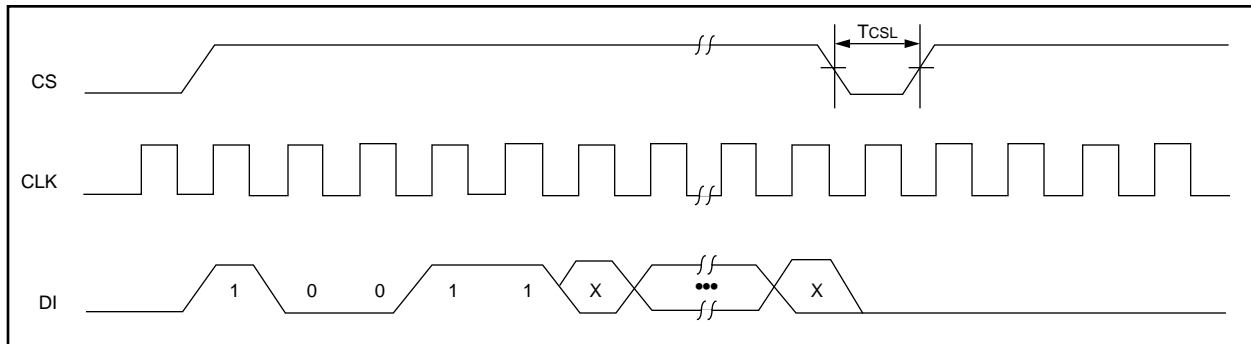 TCSL
CS
CLK
DI 1 0 0 1 1 X ••• X